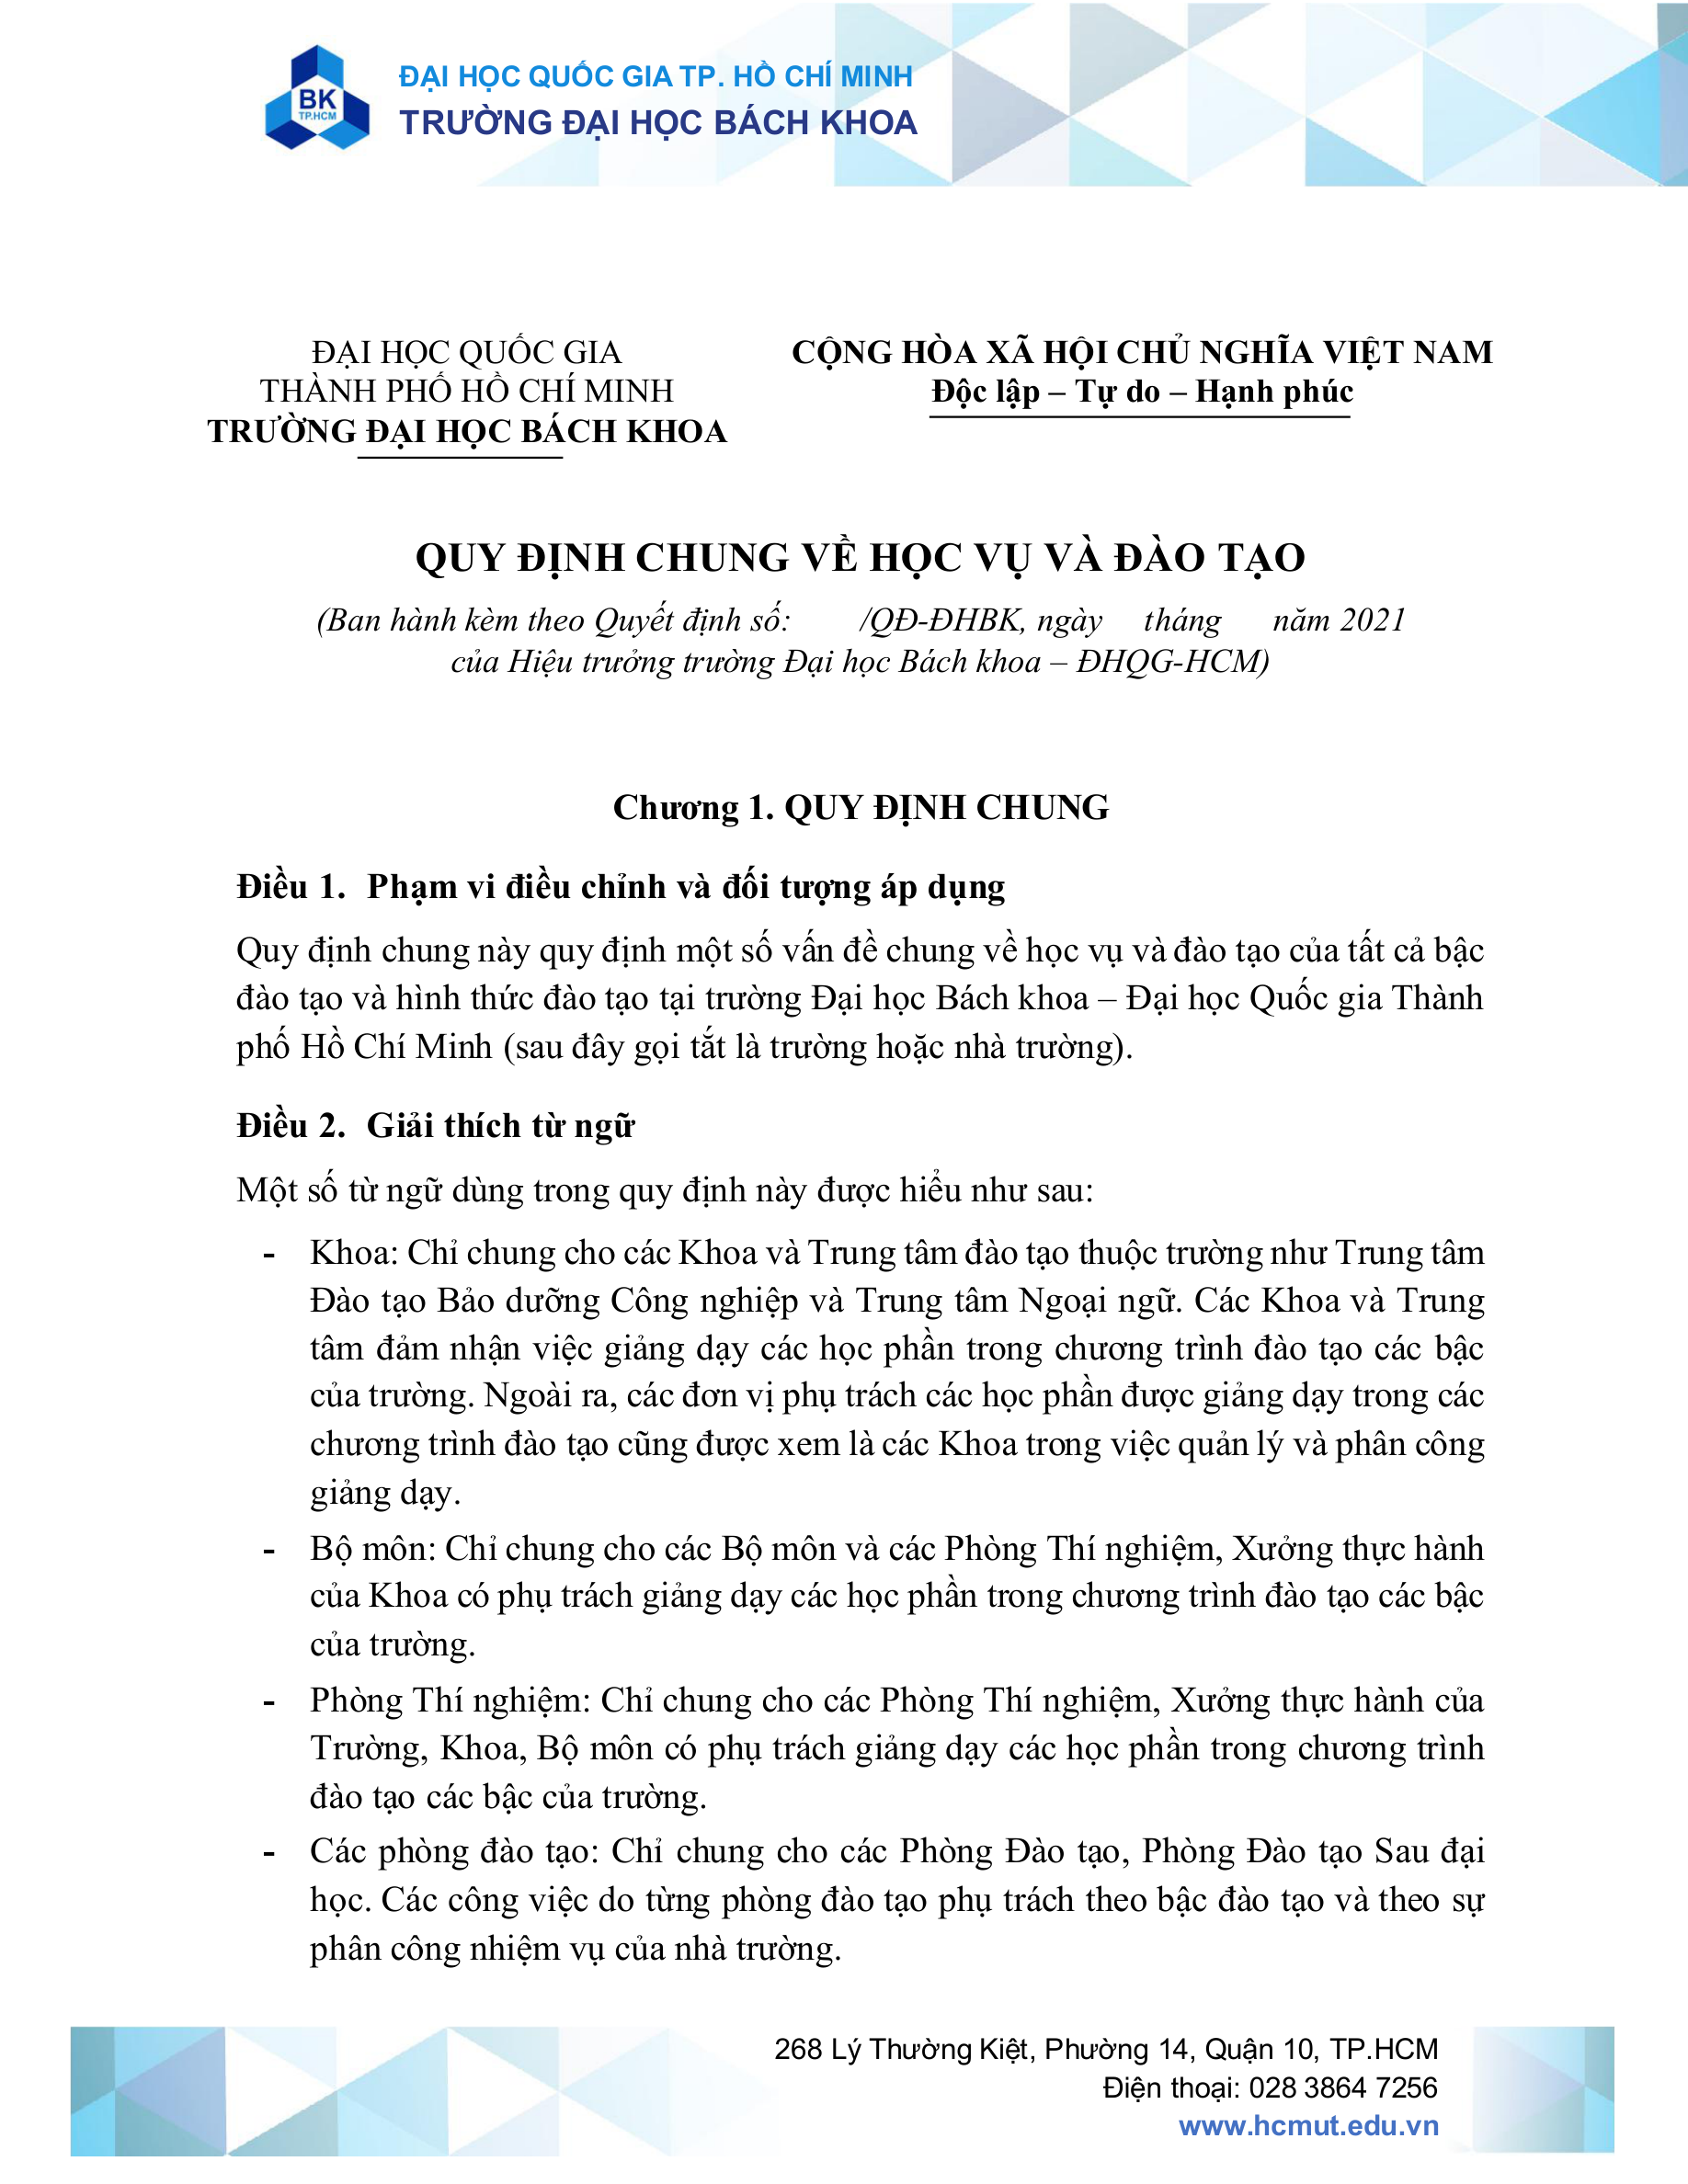 BK
TP.HCM
ĐẠI HỌC QUỐC GIA TP. HỒ CHÍ MINH
TRƯỜNG ĐẠI HỌC BÁCH KHOA
ĐẠI HỌC QUỐC GIA
THÀNH PHỐ HỒ CHÍ MINH
TRƯỜNG ĐẠI HỌC BÁCH KHOA
CỘNG HÒA XÃ HỘI CHỦ NGHĨA VIỆT NAM
Độc lập – Tự do – Hạnh phúc
QUY ĐỊNH CHUNG VỀ HỌC VỤ VÀ ĐÀO TẠO
(Ban hành kèm theo Quyết định số: /QĐ-ĐHBK, ngày tháng năm 2021
của Hiệu trưởng trường Đại học Bách khoa – ĐHQG-HCM)
Chương 1. QUY ĐỊNH CHUNG
Điều 1. Phạm vi điều chỉnh và đối tượng áp dụng
Quy định chung này quy định một số vấn đề chung về học vụ và đào tạo của tất cả bậc
đào tạo và hình thức đào tạo tại trường Đại học Bách khoa – Đại học Quốc gia Thành
phố Hồ Chí Minh (sau đây gọi tắt là trường hoặc nhà trường).
Điều 2. Giải thích từ ngữ
Một số từ ngữ dùng trong quy định này được hiểu như sau:
- Khoa: Chỉ chung cho các Khoa và Trung tâm đào tạo thuộc trường như Trung tâm
Đào tạo Bảo dưỡng Công nghiệp và Trung tâm Ngoại ngữ. Các Khoa và Trung
tâm đảm nhận việc giảng dạy các học phần trong chương trình đào tạo các bậc
của trường. Ngoài ra, các đơn vị phụ trách các học phần được giảng dạy trong các
chương trình đào tạo cũng được xem là các Khoa trong việc quản lý và phân công
giảng dạy.
- Bộ môn: Chỉ chung cho các Bộ môn và các Phòng Thí nghiệm, Xưởng thực hành
của Khoa có phụ trách giảng dạy các học phần trong chương trình đào tạo các bậc
của trường.
- Phòng Thí nghiệm: Chỉ chung cho các Phòng Thí nghiệm, Xưởng thực hành của
Trường, Khoa, Bộ môn có phụ trách giảng dạy các học phần trong chương trình
đào tạo các bậc của trường.
- Các phòng đào tạo: Chỉ chung cho các Phòng Đào tạo, Phòng Đào tạo Sau đại
học. Các công việc do từng phòng đào tạo phụ trách theo bậc đào tạo và theo sự
phân công nhiệm vụ của nhà trường.
268 Lý Thường Kiệt, Phường 14, Quận 10, TP.HCM
Điện thoại: 028 3864 7256
www.hcmut.edu.vn